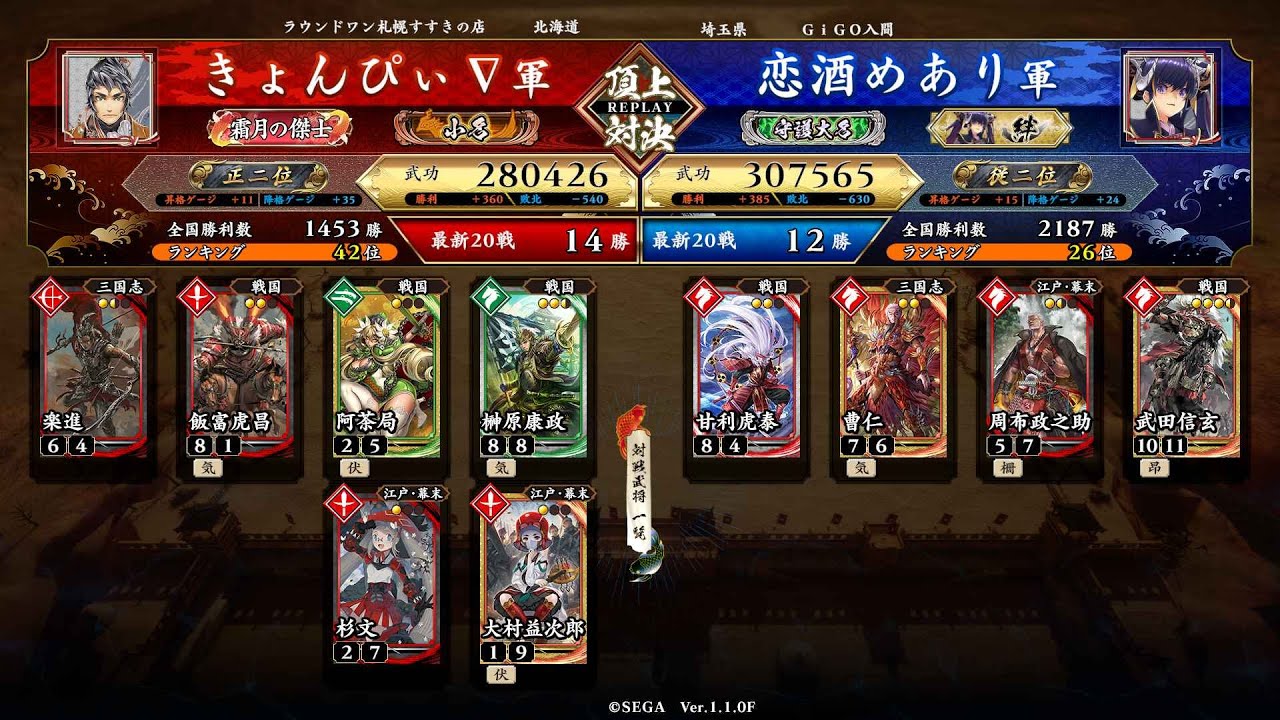 ラウンドワン札幌すすきの店 北海道
埼玉県 GiGO入間
きょんぴぃ∇軍
頂上
REPLAY
対決
恋酒めあり軍
霜月の傑士
小名
守護大名
絆
正二位
武功 280426
武功 307565
従二位
昇格ゲージ +11 降格ゲージ +35
勝利 +360 敗北 -540
勝利 +385 敗北 -630
昇格ゲージ +15 降格ゲージ +24
全国勝利数 1453勝
最新20戦 14勝
最新20戦 12勝
全国勝利数 2187勝
ランキング 42位
ランキング 26位
三国志
戦国
戦国
戦国
戦国
三国志
江戸・幕末
戦国
楽進
飯富虎昌
阿茶局
榊原康政
甘利虎泰
曹仁
周布政之助
武田信玄
6 4
8 1
2 5
8 8
8 4
7 6
5 7
10 11
気
伏
気
気
柵
昴
対戦武将一覧
江戸・幕末
江戸・幕末
杉文
大村益次郎
2 7
1 9
伏
©SEGA Ver.1.1.0F